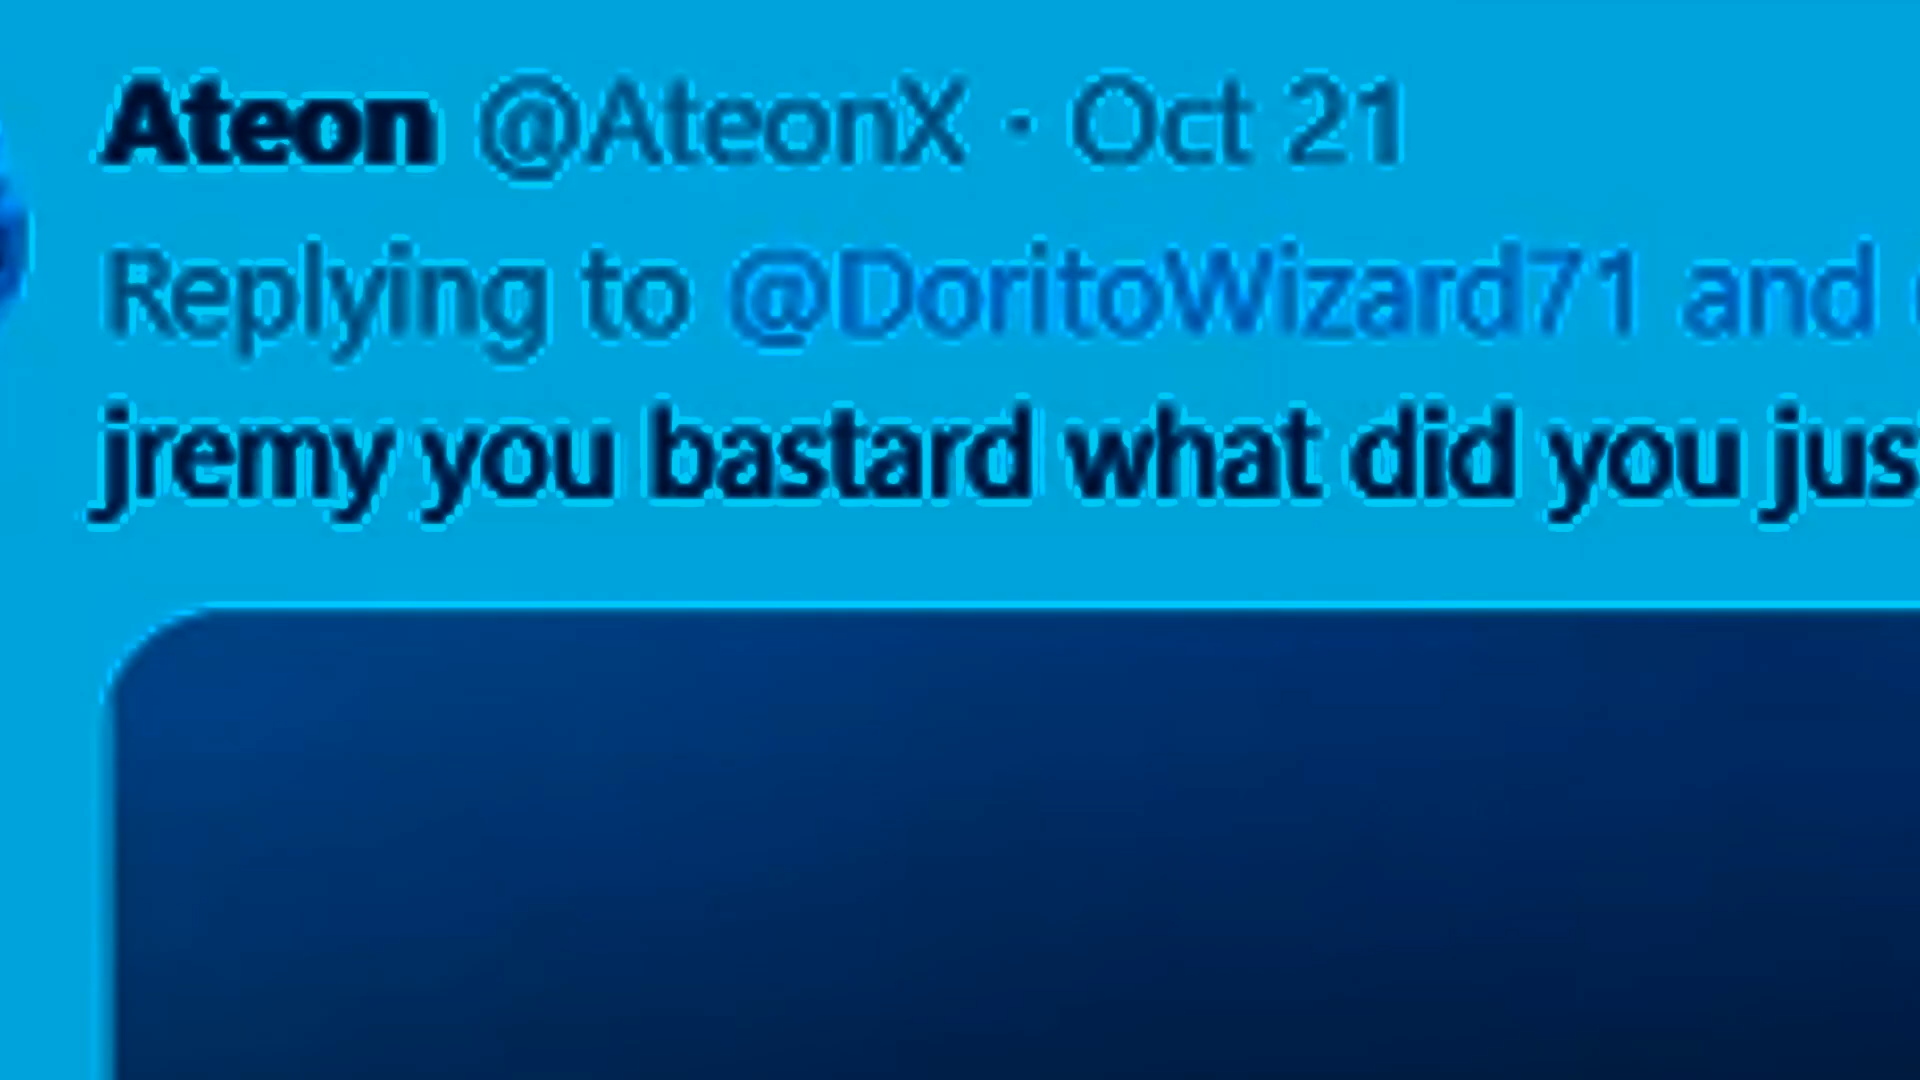 Ateon @AteonX · Oct 21
Replying to @DoritoWizard71 and
jremy you bastard what did you jus